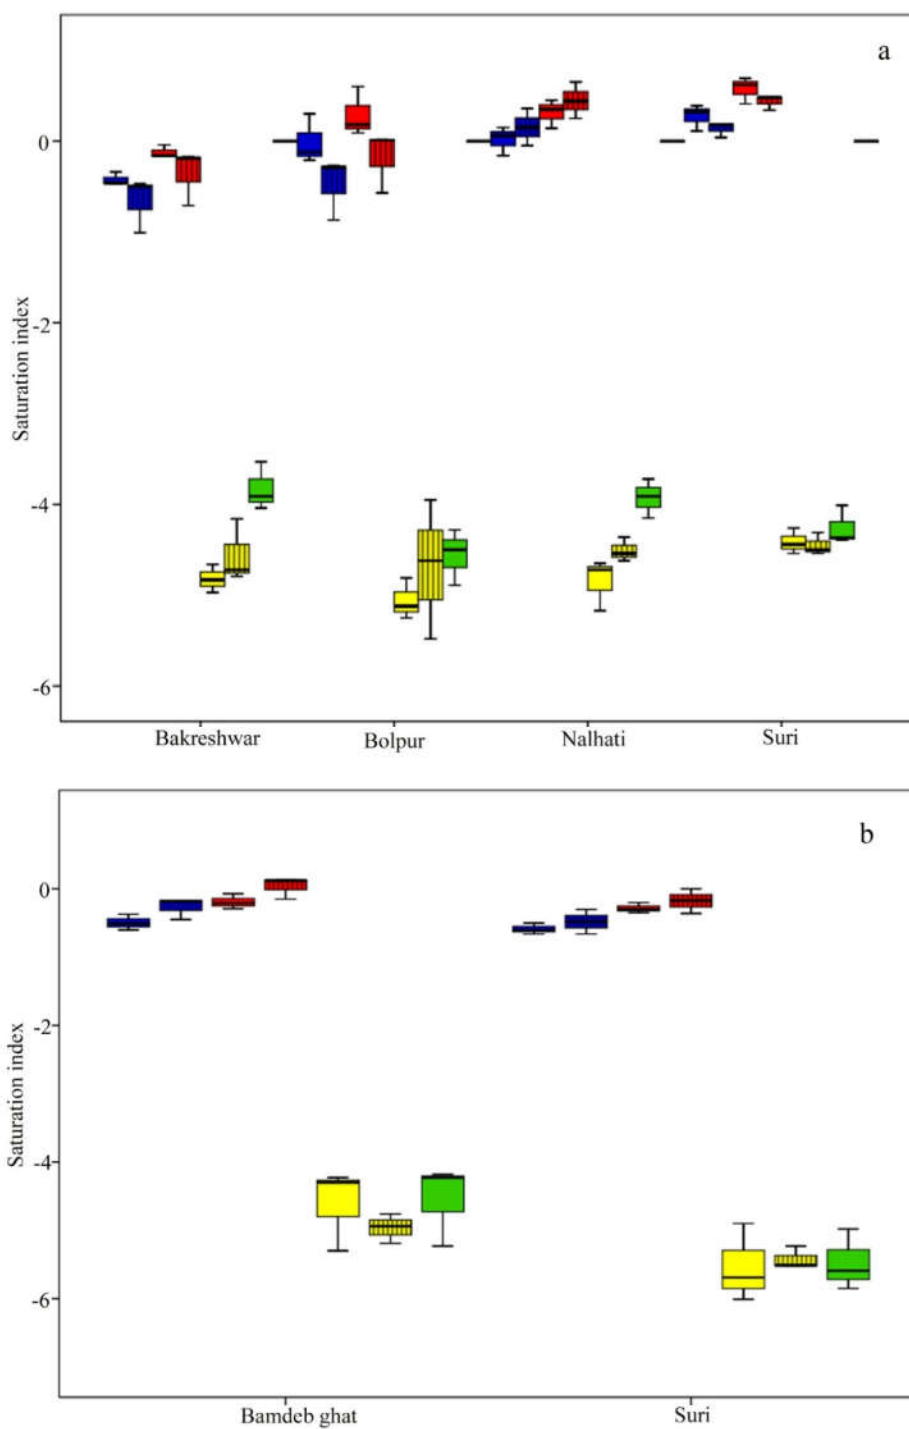 a
0
-2
-4
-6
Saturation index
Bakreshwar
Bolpur
Nalhati
Suri
b
0
-2
-4
-6
Saturation index
Bamdeb ghat
Suri